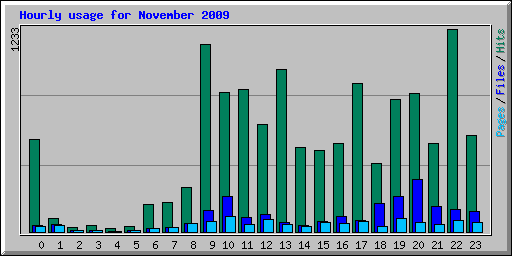 Hourly usage for November 2009
1233
Pages / Files / Hits
0 1 2 3 4 5 6 7 8 9 10 11 12 13 14 15 16 17 18 19 20 21 22 23